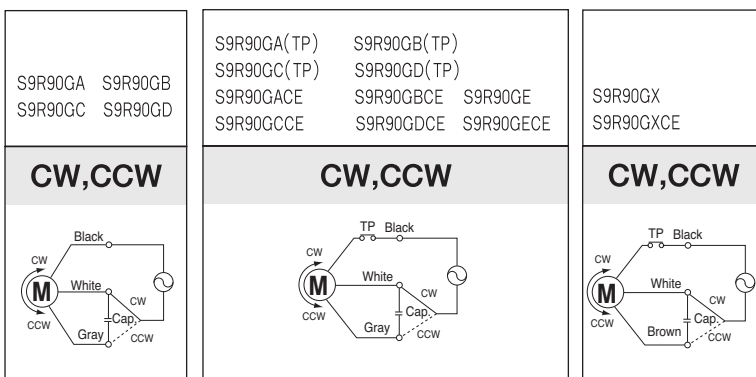 S9R90GA S9R90GB
S9R90GC S9R90GD
CW,CCW
Black
CW
White
M
CW
Cap.
CCW
Gray
CCW
S9R90GA(TP) S9R90GB(TP)
S9R90GC(TP) S9R90GD(TP)
S9R90GACE S9R90GBCE S9R90GE
S9R90GCCE S9R90GDCE S9R90GECE
CW,CCW
TP Black
CW
White
M
CW
Cap.
CCW
Gray
CCW
S9R90GX
S9R90GXCE
CW,CCW
TP Black
CW
White
M
CW
Cap.
CCW
Brown
CCW